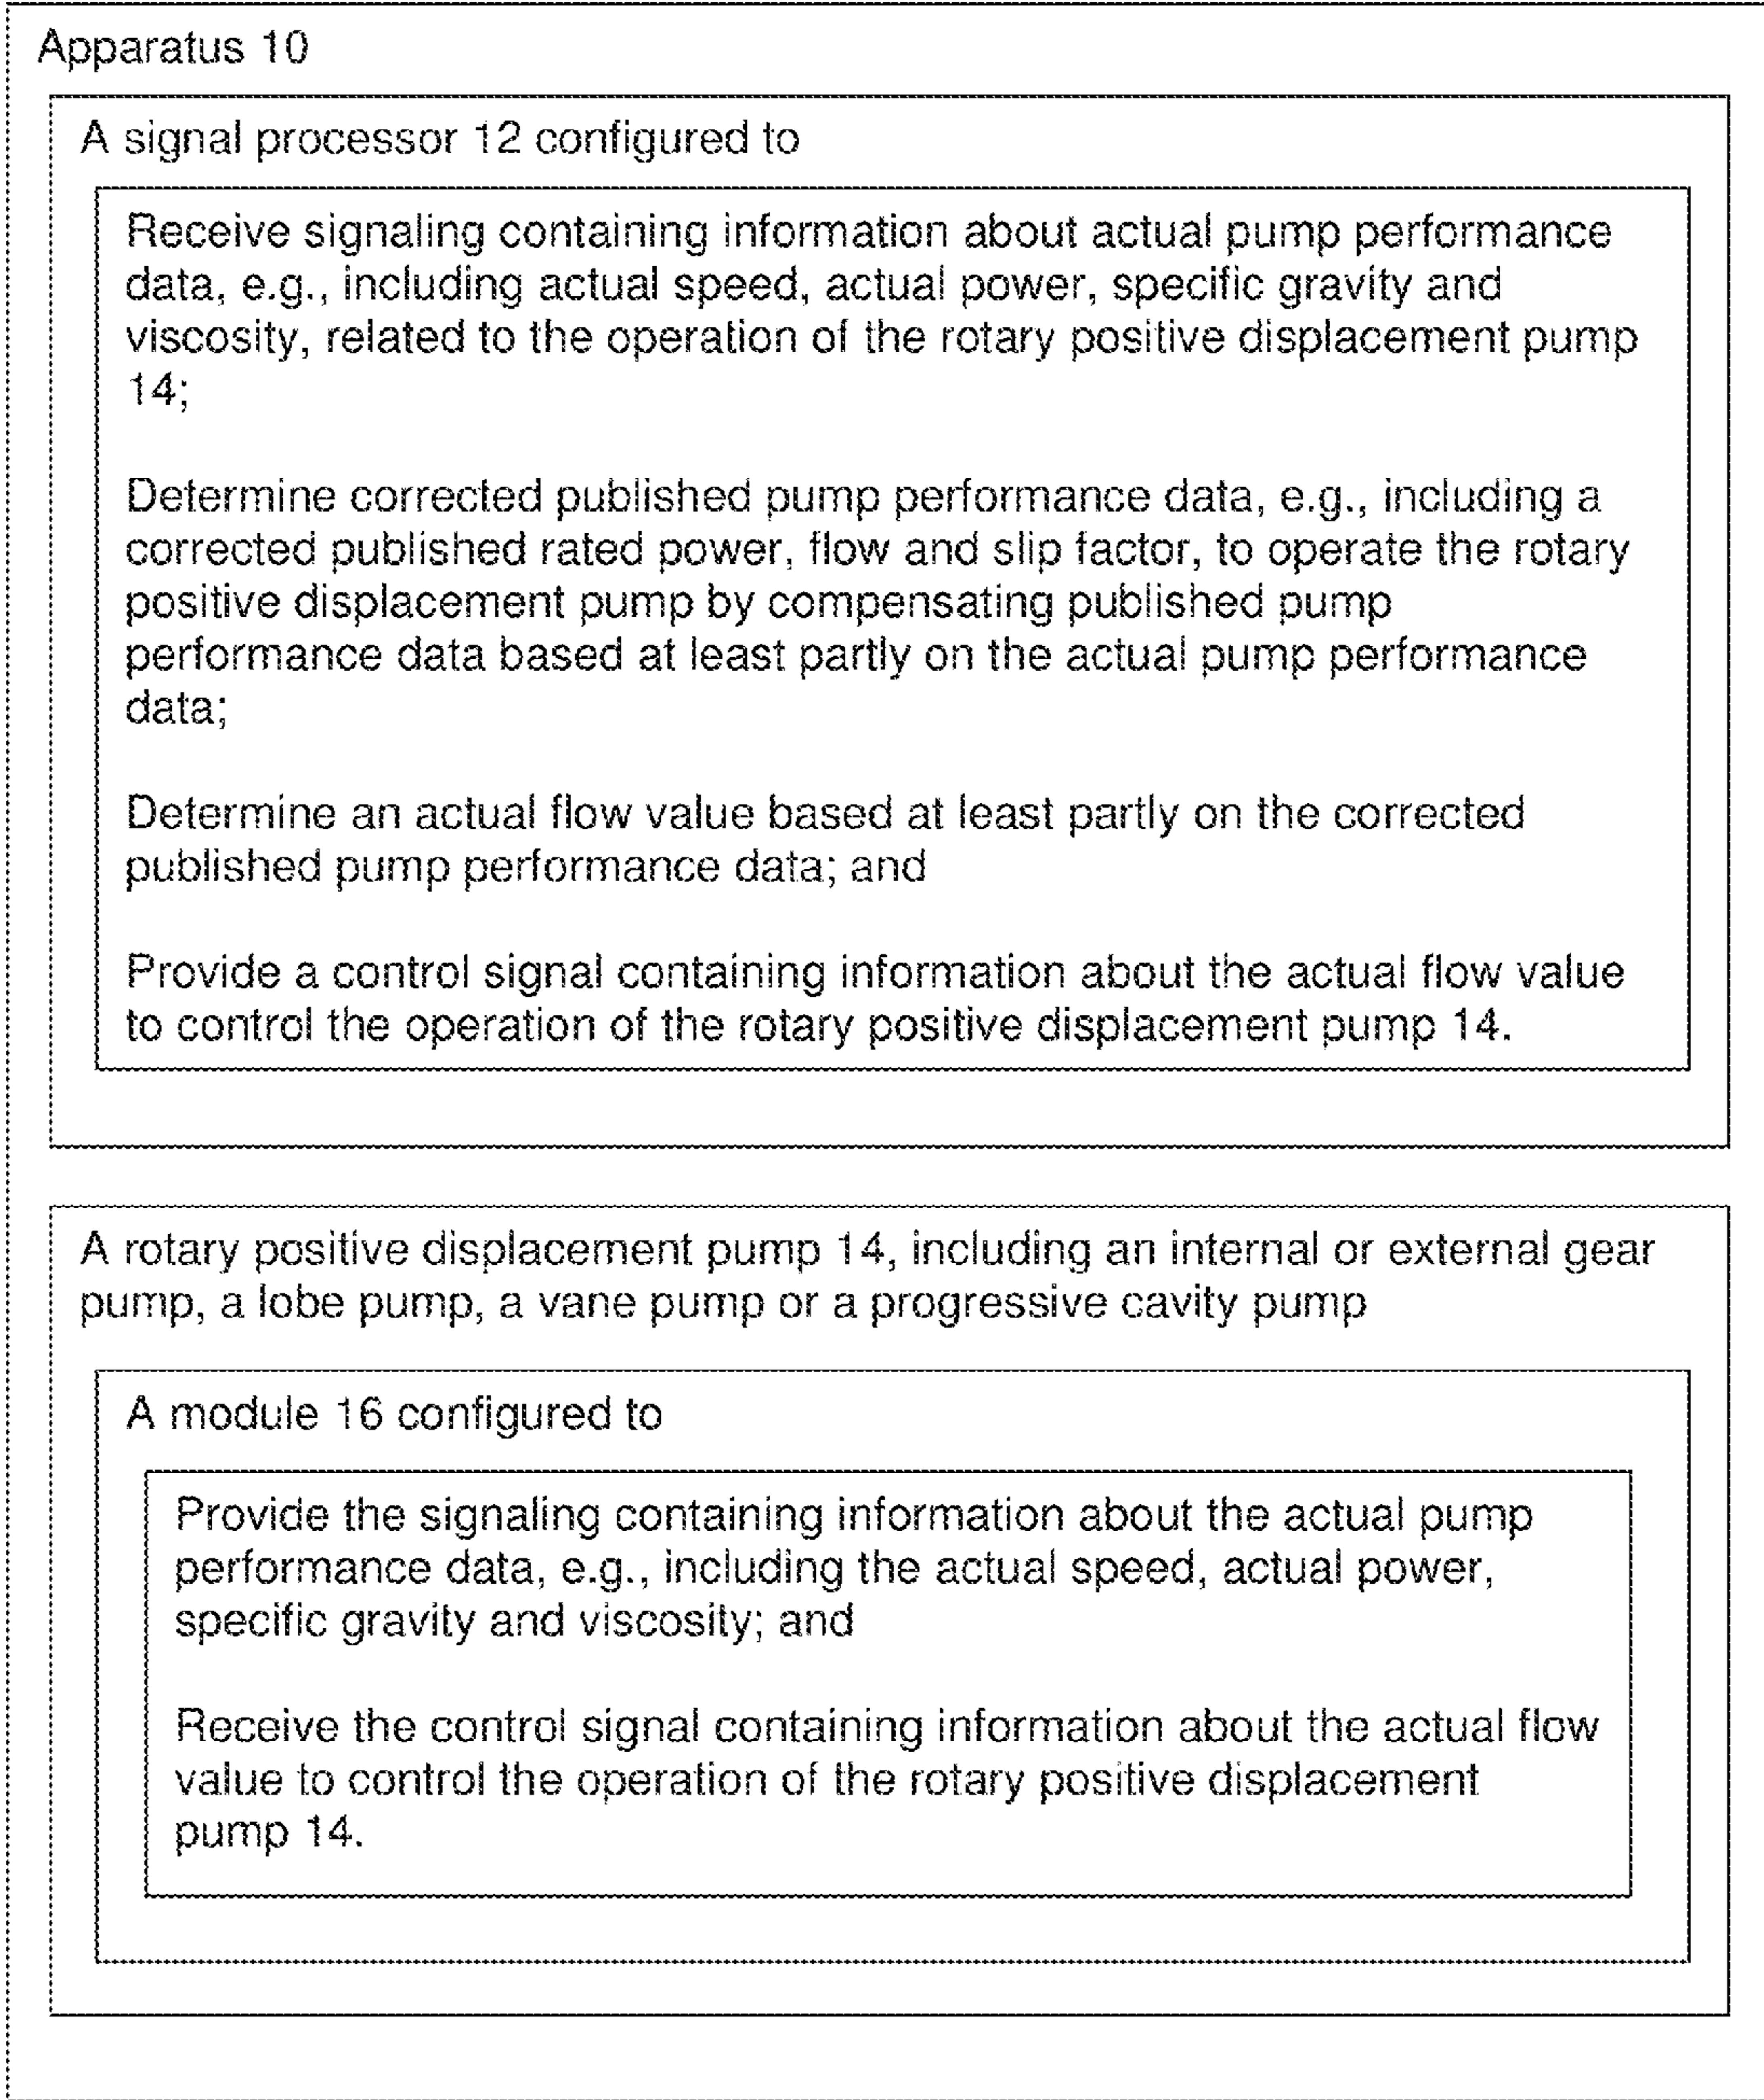 Apparatus 10
A signal processor 12 configured to
Receive signaling containing information about actual pump performance
data, e.g., including actual speed, actual power, specific gravity and
viscosity, related to the operation of the rotary positive displacement pump
14;
Determine corrected published pump performance data, e.g., including a
corrected published rated power, flow and slip factor, to operate the rotary
positive displacement pump by compensating published pump
performance data based at least partly on the actual pump performance
data;
Determine an actual flow value based at least partly on the corrected
published pump performance data; and
Provide a control signal containing information about the actual flow value
to control the operation of the rotary positive displacement pump 14.
A rotary positive displacement pump 14, including an internal or external gear
pump, a lobe pump, a vane pump or a progressive cavity pump
A module 16 configured to
Provide the signaling containing information about the actual pump
performance data, e.g., including the actual speed, actual power,
specific gravity and viscosity; and
Receive the control signal containing information about the actual flow
value to control the operation of the rotary positive displacement
pump 14.